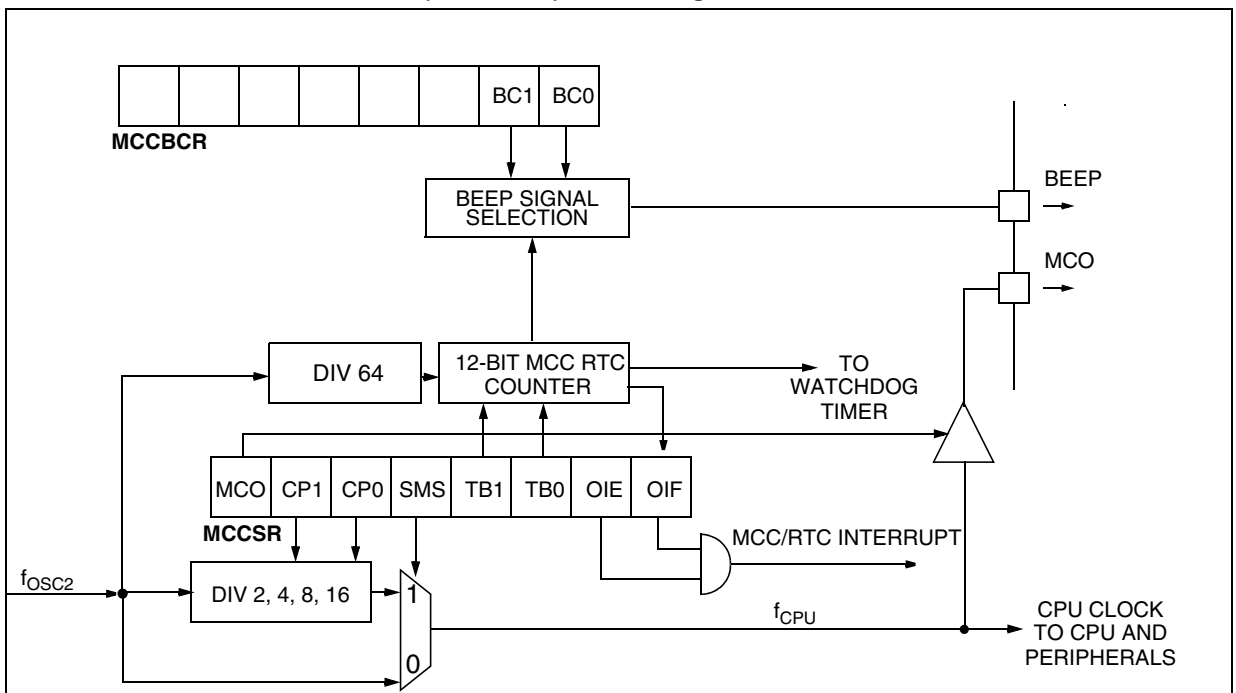 BC1 BC0
MCCBCR
BEEP SIGNAL
SELECTION
BEEP
MCO
DIV 64
12-BIT MCC RTC
COUNTER
TO
WATCHDOG
TIMER
MCO CP1 CP0 SMS TB1 TB0 OIE OIF
MCCSR
MCC/RTC INTERRUPT
fOSC2
DIV 2, 4, 8, 16
1
0
fCPU
CPU CLOCK
TO CPU AND
PERIPHERALS